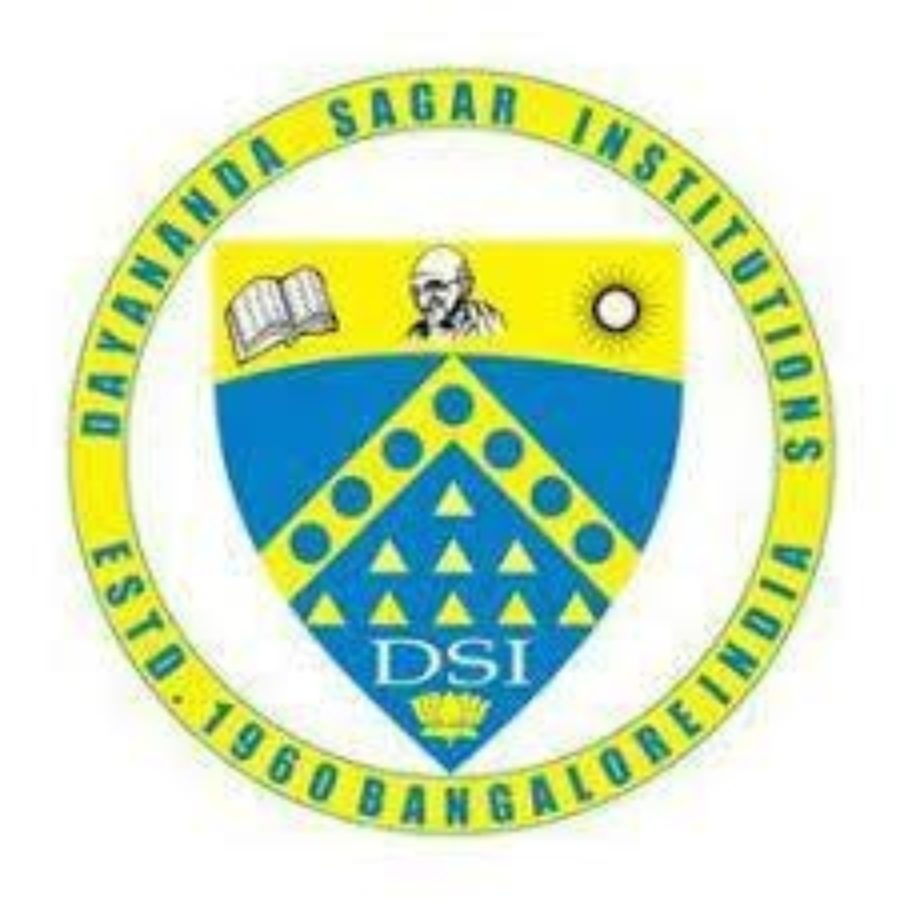 DAYANANDA SAGAR INSTITUTIONS
ESTD. 1960 BANGALORE INDIA
DSI